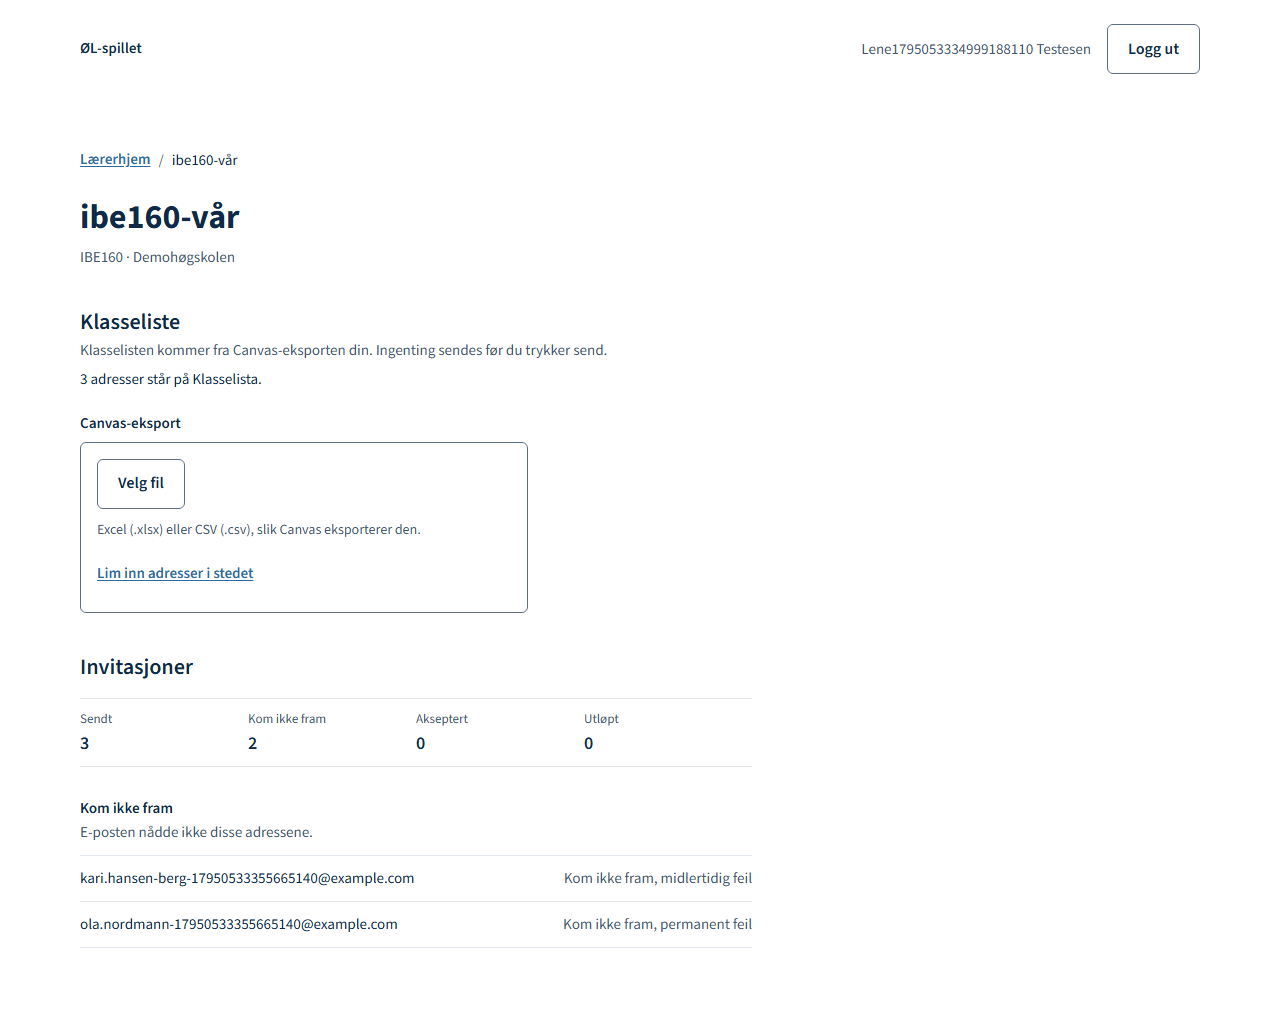 ØL-spillet
Lene1795053334999188110 Testesen
Logg ut
Lærerhjem / ibe160-vår
ibe160-vår
IBE160 · Demohøgskolen
Klasseliste
Klasselisten kommer fra Canvas-eksporten din. Ingenting sendes før du trykker send.
3 adresser står på Klasselista.
Canvas-eksport
Velg fil
Excel (.xlsx) eller CSV (.csv), slik Canvas eksporterer den.
Lim inn adresser i stedet
Invitasjoner
Sendt Kom ikke fram Akseptert Utløpt
3 2 0 0
Kom ikke fram
E-posten nådde ikke disse adressene.
kari.hansen-berg-17950533355665140@example.com Kom ikke fram, midlertidig feil
ola.nordmann-17950533355665140@example.com Kom ikke fram, permanent feil